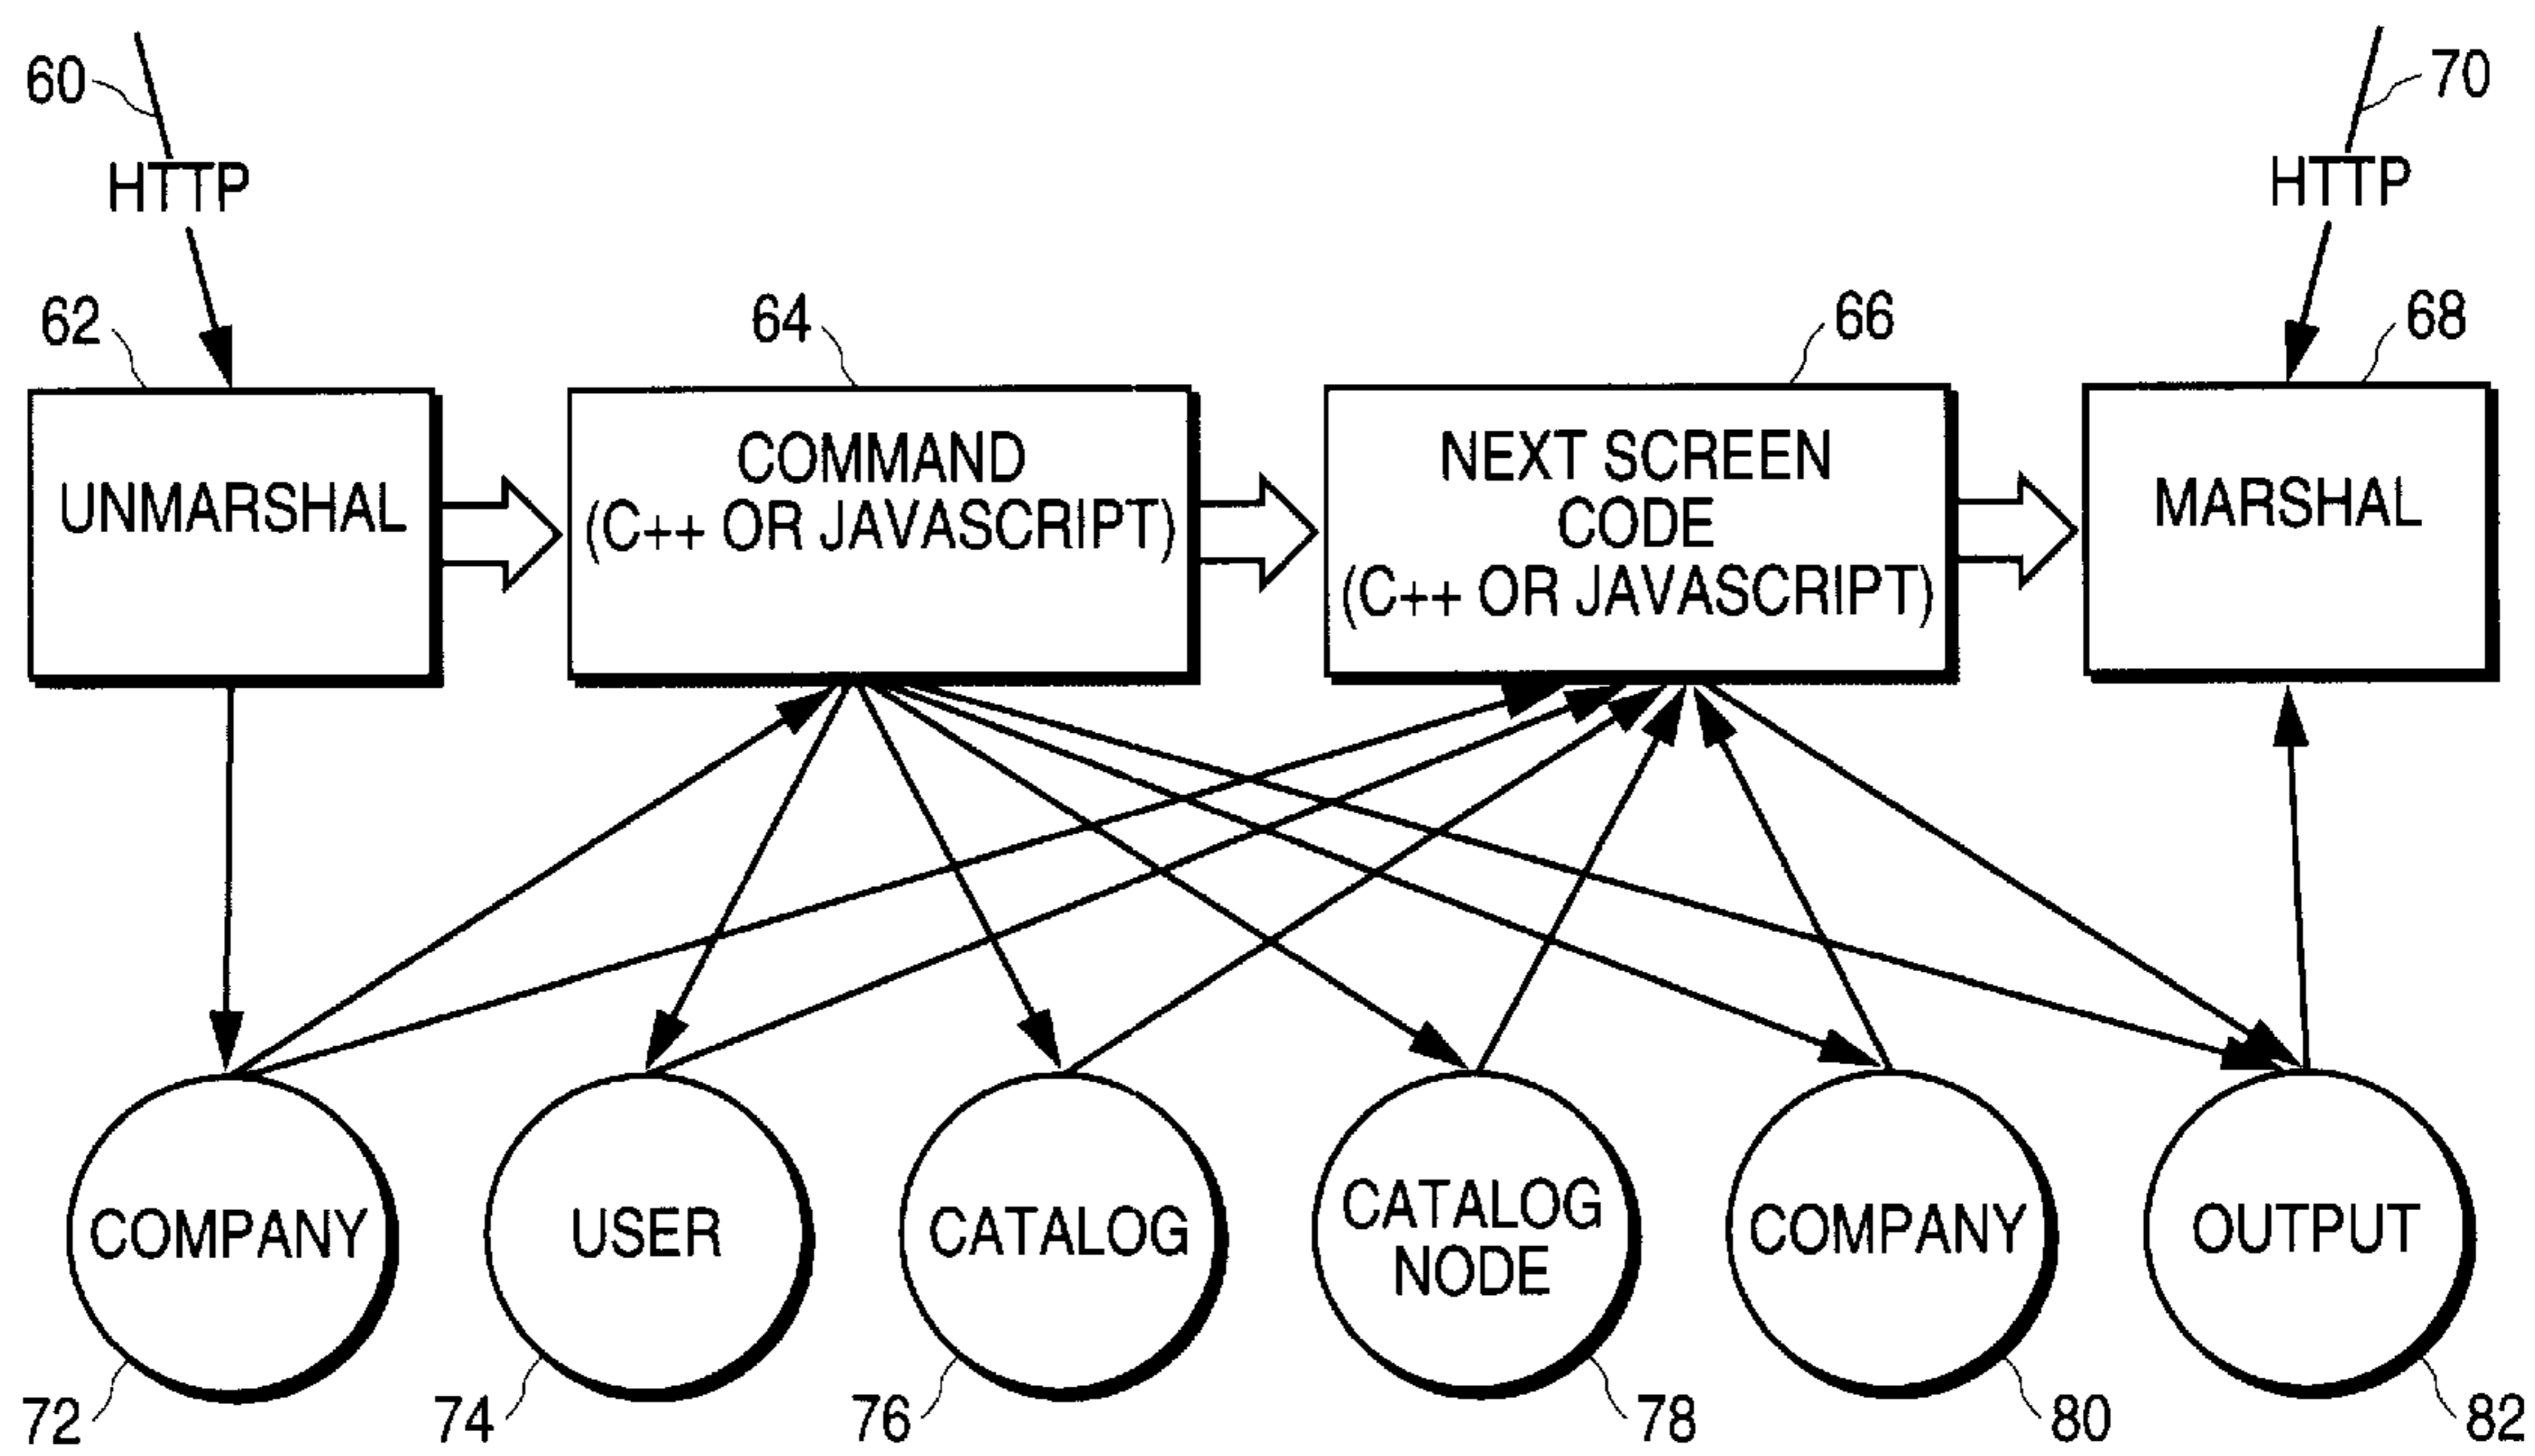 60
HTTP
70
HTTP
62
64
66
68
UNMARSHAL
COMMAND
(C++ OR JAVASCRIPT)
NEXT SCREEN
CODE
(C++ OR JAVASCRIPT)
MARSHAL
COMPANY
USER
CATALOG
CATALOG
NODE
COMPANY
OUTPUT
72
74
76
78
80
82